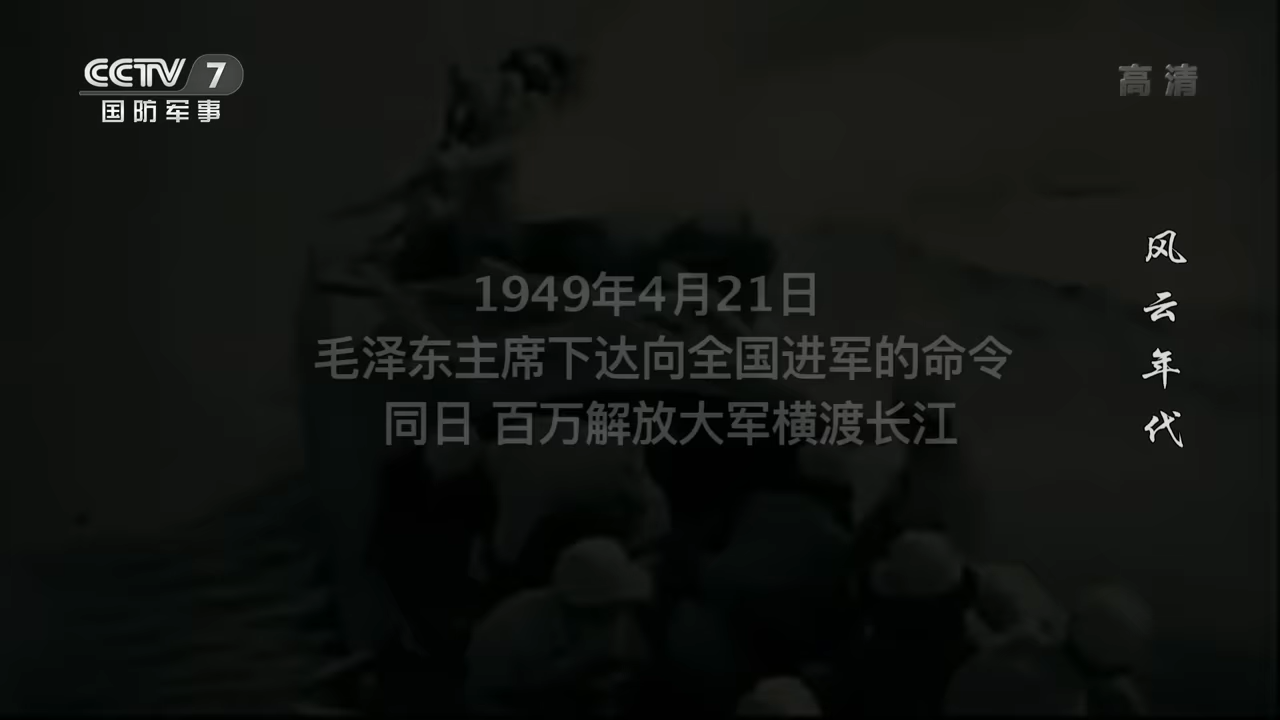 CCTV 7
国防军事
高清
风云年代
1949年4月21日
毛泽东主席下达向全国进军的命令
同日 百万解放大军横渡长江